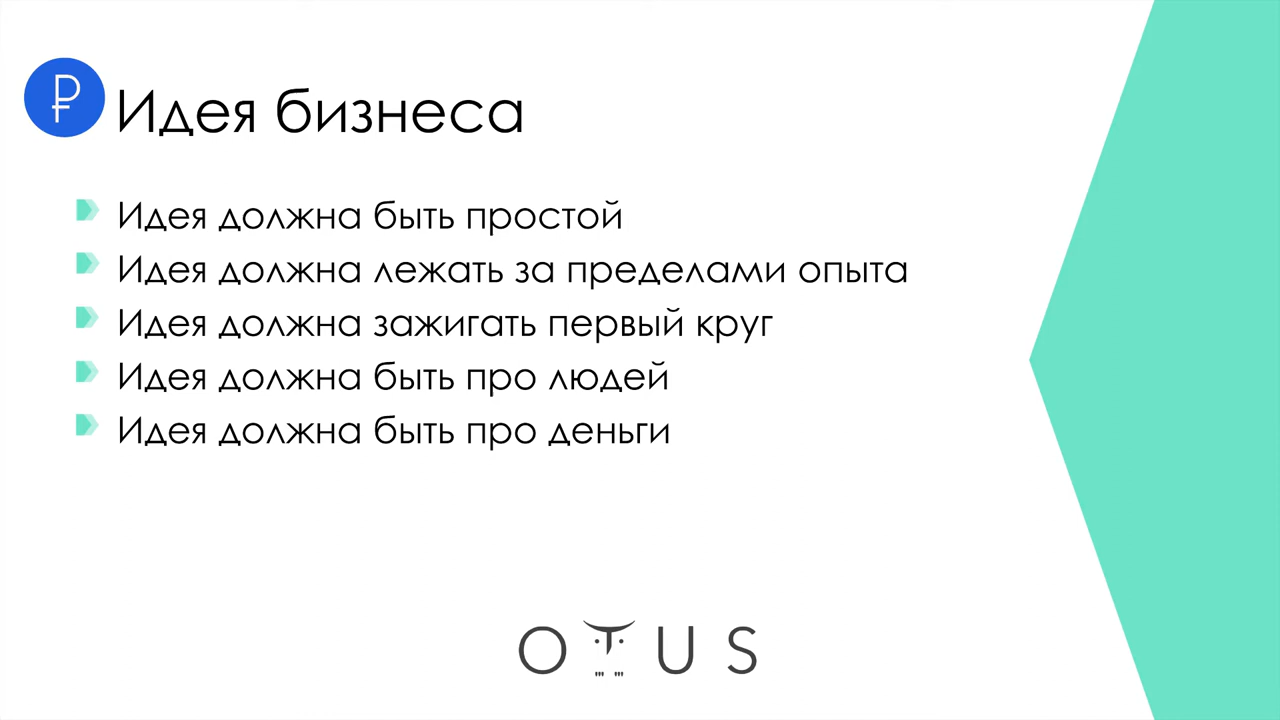 ₽ Идея бизнеса
Идея должна быть простой
Идея должна лежать за пределами опыта
Идея должна зажигать первый круг
Идея должна быть про людей
Идея должна быть про деньги
OTUS